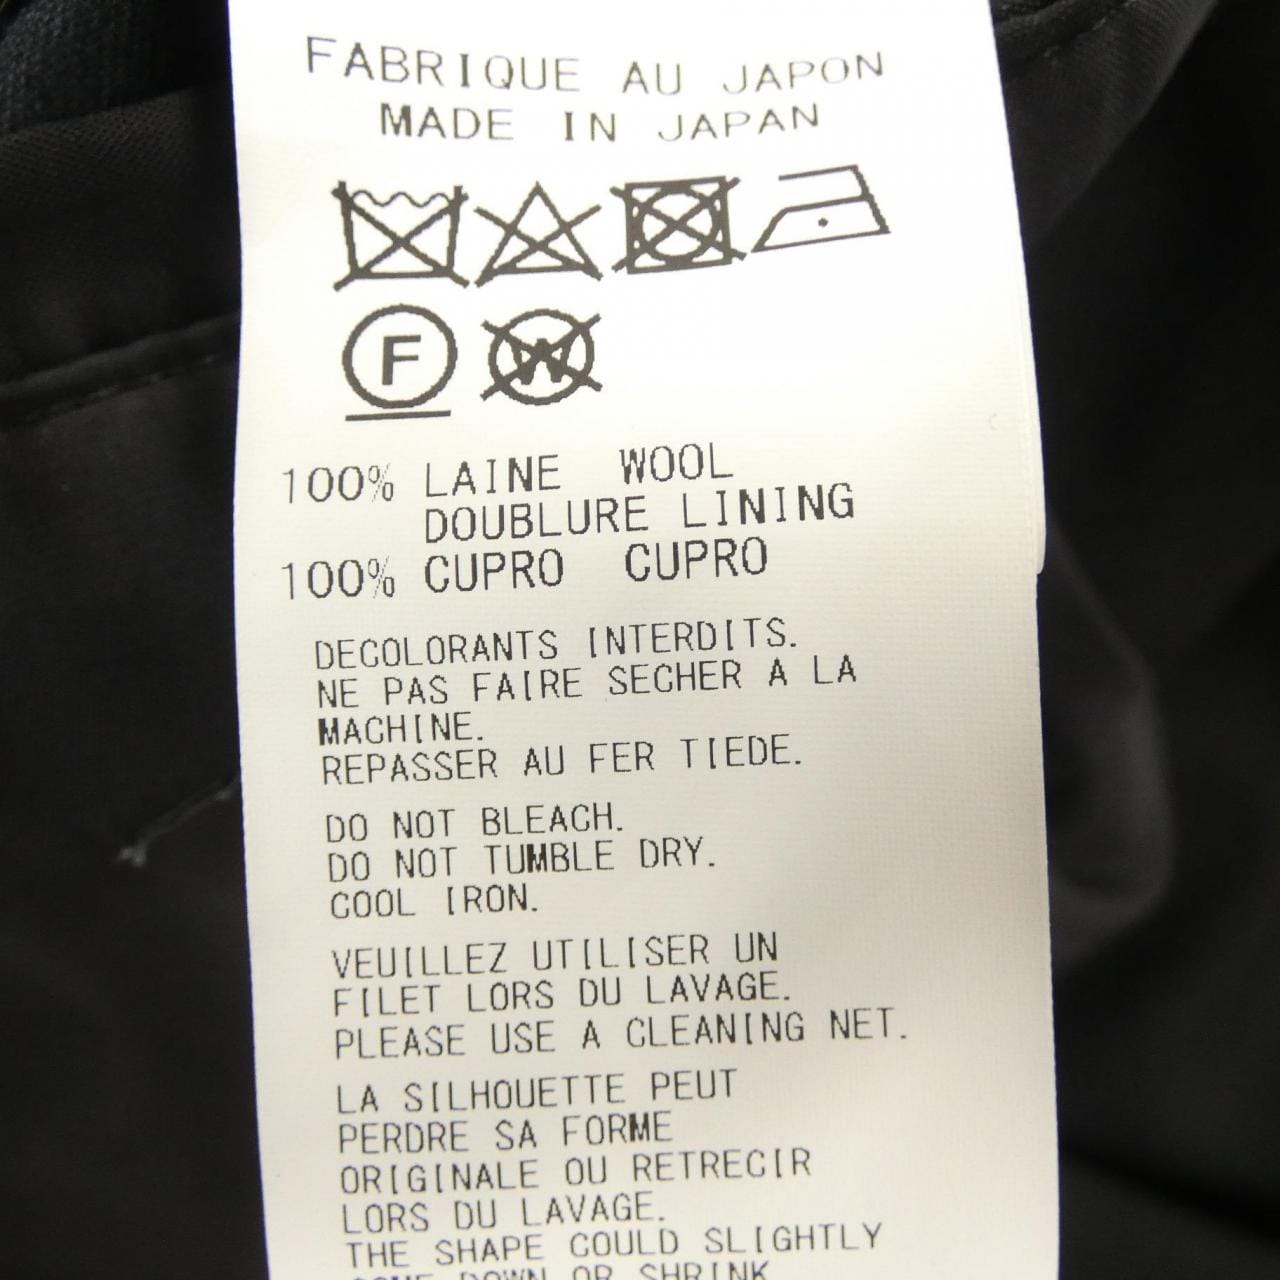 FABRIQUE AU JAPON
MADE IN JAPAN
F W
100% LAINE WOOL
DOUBLURE LINING
100% CUPRO CUPRO
DECOLORANTS INTERDITS.
NE PAS FAIRE SECHER A LA
MACHINE.
REPASSER AU FER TIEDE.
DO NOT BLEACH.
DO NOT TUMBLE DRY.
COOL IRON.
VEUILLEZ UTILISER UN
FILET LORS DU LAVAGE.
PLEASE USE A CLEANING NET.
LA SILHOUETTE PEUT
PERDRE SA FORME
ORIGINALE OU RETRECIR
LORS DU LAVAGE.
THE SHAPE COULD SLIGHTLY
DOWN OR SHRINK